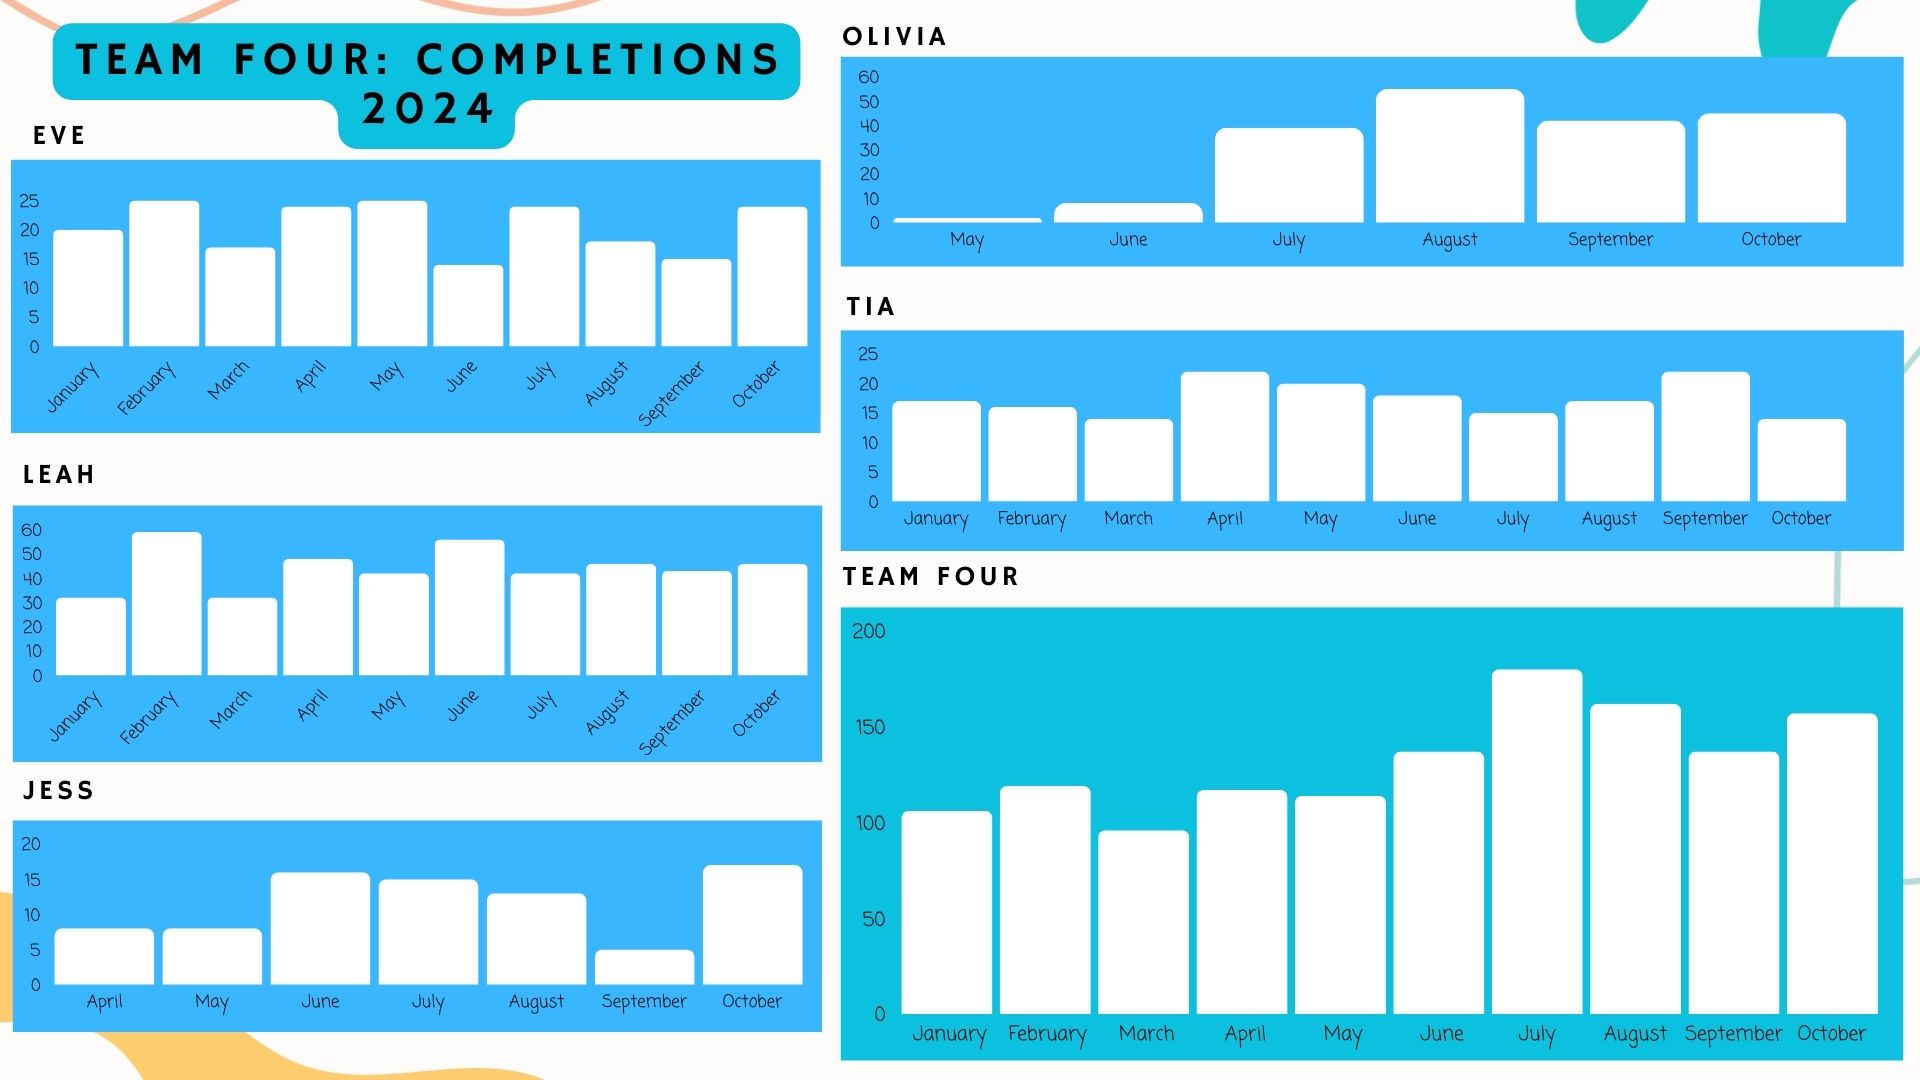 TEAM FOUR: COMPLETIONS
2024
EVE
25
20
15
10
5
0
January February March April May June July August September October
LEAH
60
50
40
30
20
10
0
January February March April May June July August September October
JESS
20
15
10
5
0
April May June July August September October
OLIVIA
60
50
40
30
20
10
0
May June July August September October
TIA
25
20
15
10
5
0
January February March April May June July August September October
TEAM FOUR
200
150
100
50
0
January February March April May June July August September October